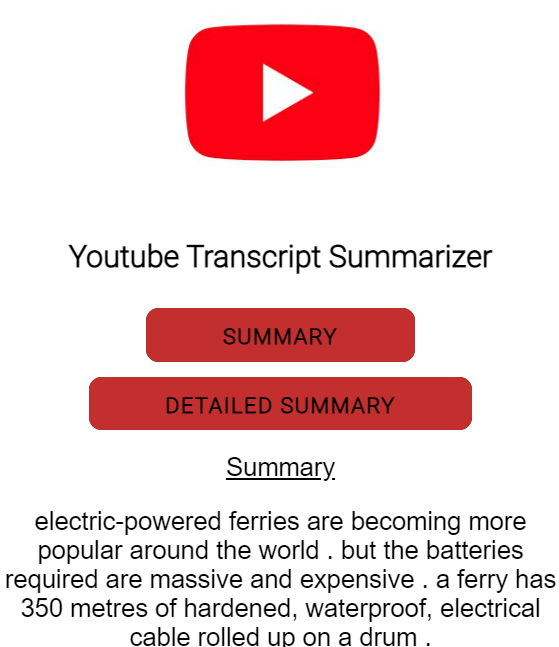 Youtube Transcript Summarizer
SUMMARY
DETAILED SUMMARY
Summary
electric-powered ferries are becoming more
popular around the world . but the batteries
required are massive and expensive . a ferry has
350 metres of hardened, waterproof, electrical
cable rolled up on a drum .